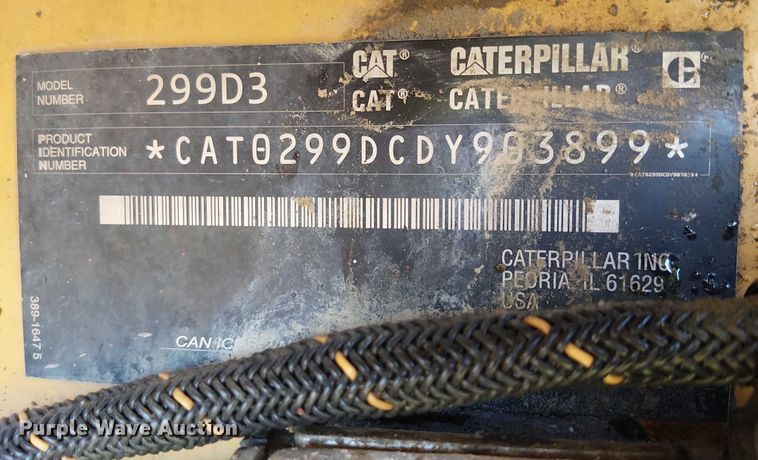 MODEL NUMBER 299D3 CAT® CATERPILLAR C
CAT® CATERPILLAR®
PRODUCT IDENTIFICATION NUMBER *CAT0299DCDY903899*
CATERPILLAR INC
PEORIA IL 61629
USA
389-1647 5
CAN IC
Purple Wave Auction